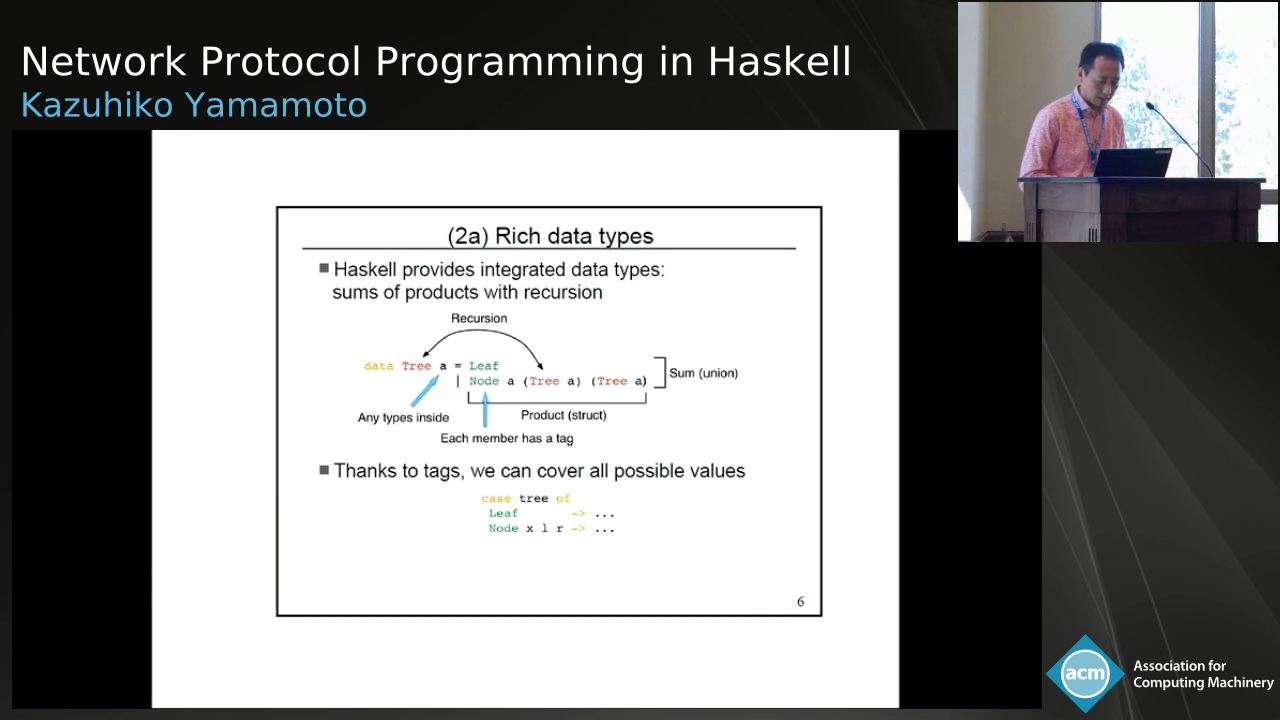 Network Protocol Programming in Haskell
Kazuhiko Yamamoto
(2a) Rich data types
Haskell provides integrated data types:
sums of products with recursion
Recursion
data Tree a = Leaf
| Node a (Tree a) (Tree a)
Sum (union)
Any types inside
Product (struct)
Each member has a tag
Thanks to tags, we can cover all possible values
case tree of
Leaf -> ...
Node x l r -> ...
6
acm
Association for
Computing Machinery